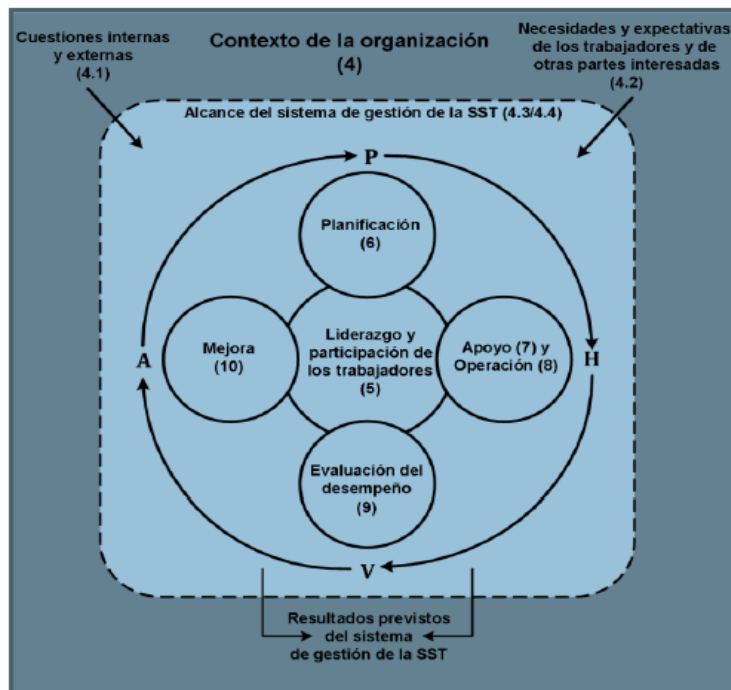 Cuestiones internas
y externas
(4.1)
Contexto de la organización
(4)
Necesidades y expectativas
de los trabajadores y de
otras partes interesadas
(4.2)
Alcance del sistema de gestión de la SST (4.3/4.4)
P
Planificación
(6)
A
Mejora
(10)
Liderazgo y
participación de
los trabajadores
(5)
Apoyo (7) y
Operación (8)
H
Evaluación del
desempeño
(9)
V
Resultados previstos
del sistema
de gestión de la SST